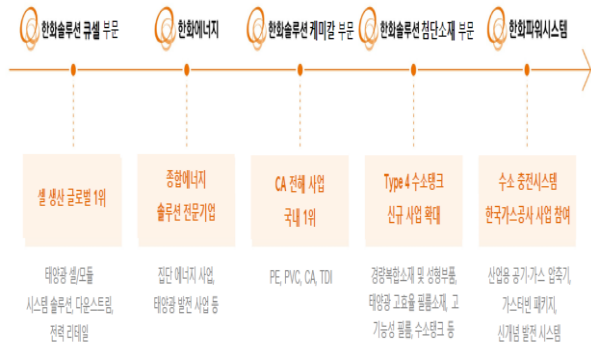 한화솔루션 큐셀 부문
한화에너지
한화솔루션 케미칼 부문
한화솔루션 첨단소재 부문
한화파워시스템
셀 생산 글로벌 1위
종합에너지
솔루션 전문기업
CA 전해 사업
국내 1위
Type 4 수소탱크
신규 사업 확대
수소 충전시스템
한국가스공사 사업 참여
태양광 셀/모듈
시스템 솔루션, 다운스트림,
전력 리테일
집단 에너지 사업,
태양광 발전 사업 등
PE, PVC, CA, TDI
경량복합소재 및 성형부품,
태양광 고효율 필름소재, 고
기능성 필름, 수소탱크 등
산업용 공기·가스 압축기,
가스터빈 패키지,
신개념 발전 시스템